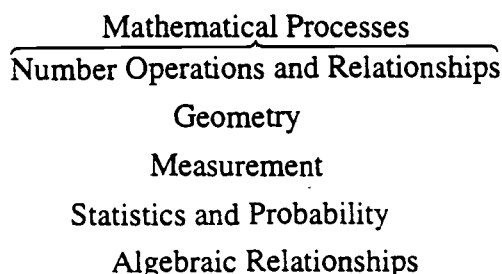 Mathematical Processes
Number Operations and Relationships
Geometry
Measurement
Statistics and Probability
Algebraic Relationships